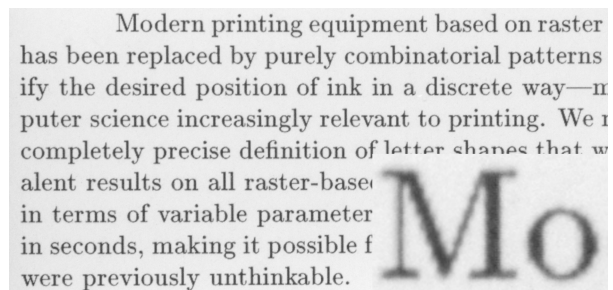 Modern printing equipment based on raster
has been replaced by purely combinatorial patterns
ify the desired position of ink in a discrete way—m
puter science increasingly relevant to printing. We
completely precise definition of letter shapes that
alent results on all raster-based
in terms of variable parameter
in seconds, making it possible f
were previously unthinkable.
Mo